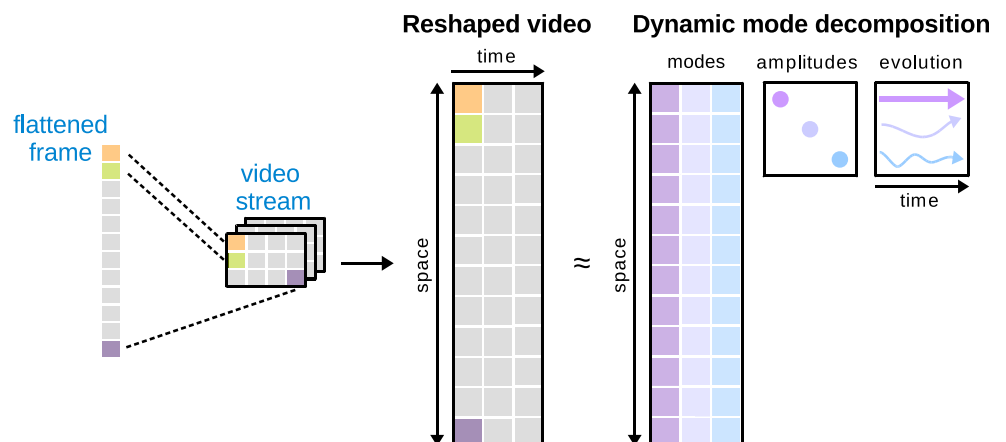 Reshaped video
Dynamic mode decomposition
time
modes
amplitudes
evolution
flattened
frame
video
stream
space
≈
space
time